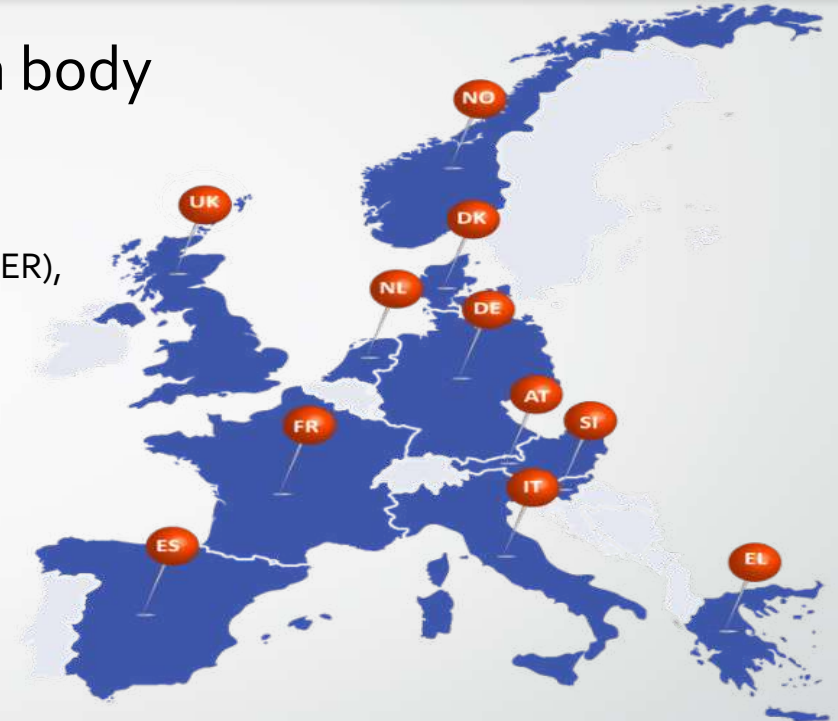 body
NO
UK
DK
ER),
NL
DE
AT
SI
FR
IT
ES
EL